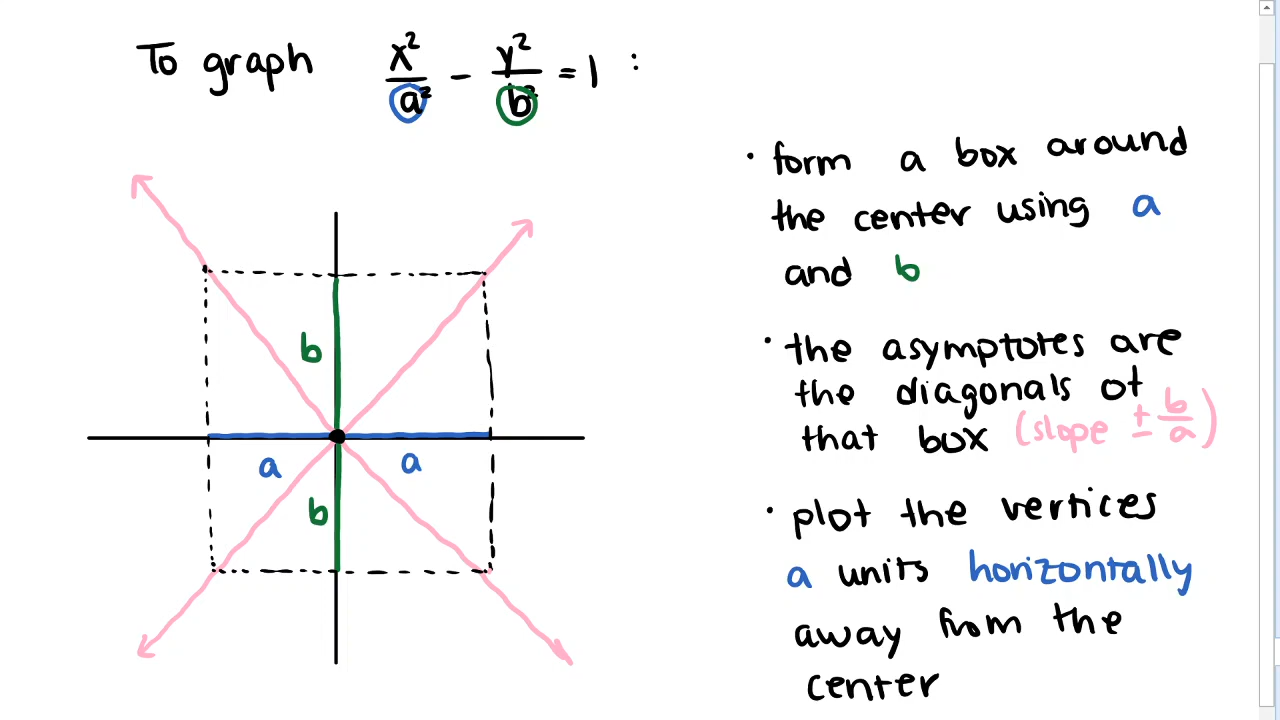 To graph x²/a² - y²/b² = 1 :
• form a box around
the center using a
and b
• the asymptotes are
the diagonals of
that box (slope ± b/a)
• plot the vertices
a units horizontally
away from the
center
b
a a
b